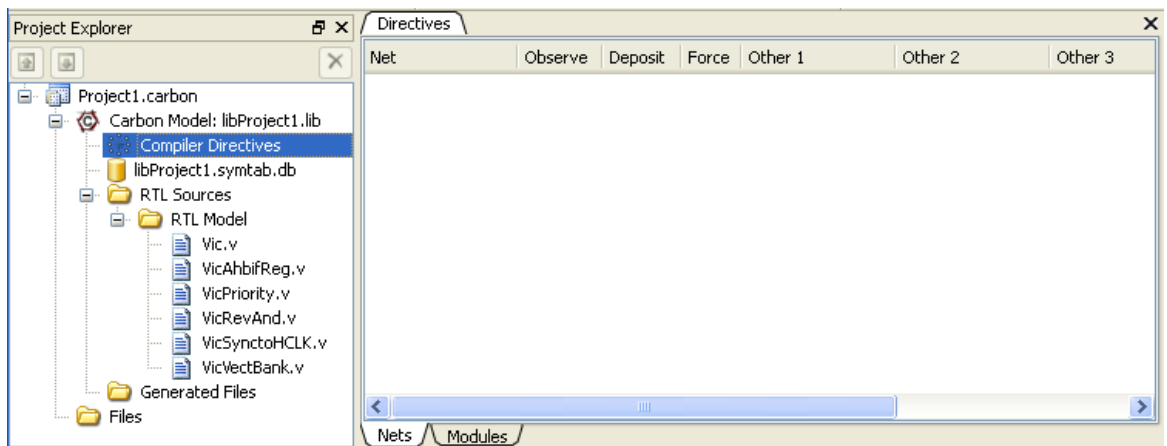 Project Explorer
Directives
Net Observe Deposit Force Other 1 Other 2 Other 3
Project1.carbon
Carbon Model: libProject1.lib
Compiler Directives
libProject1.symtab.db
RTL Sources
RTL Model
Vic.v
VicAhbifReg.v
VicPriority.v
VicRevAnd.v
VicSynctoHCLK.v
VicVectBank.v
Generated Files
Files
Nets Modules